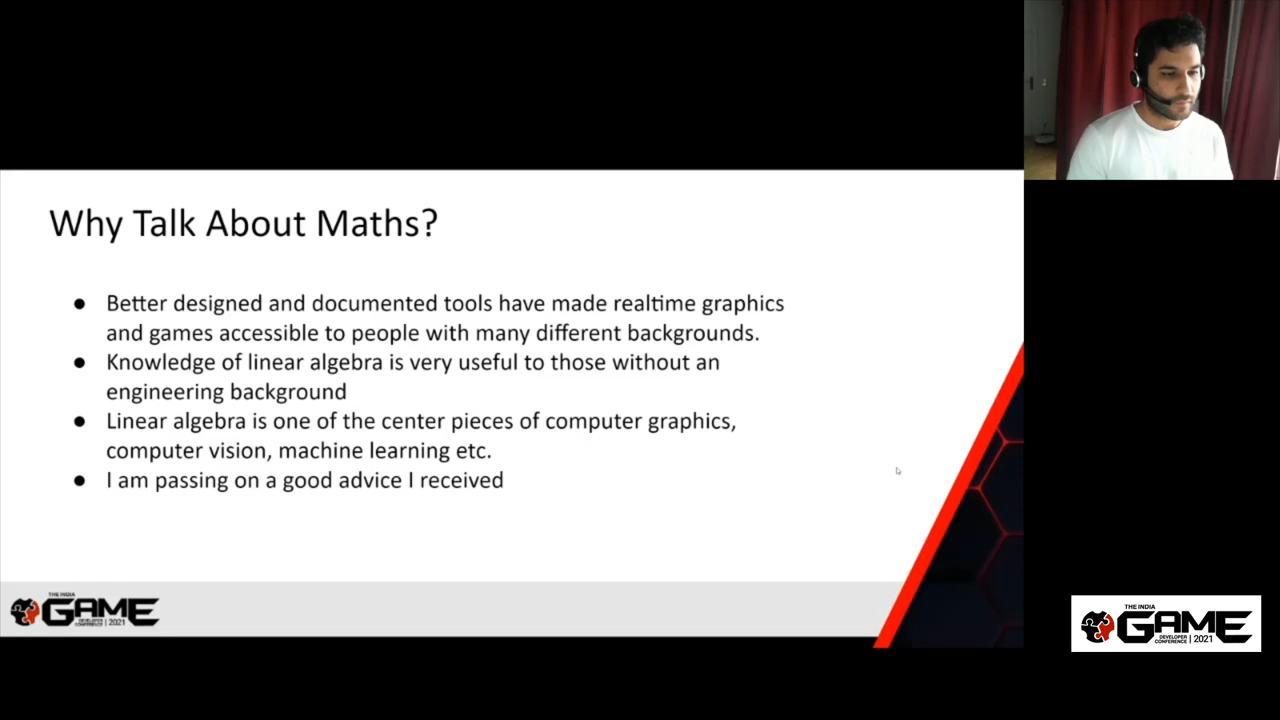 Why Talk About Maths?
● Better designed and documented tools have made realtime graphics
and games accessible to people with many different backgrounds.
● Knowledge of linear algebra is very useful to those without an
engineering background
● Linear algebra is one of the center pieces of computer graphics,
computer vision, machine learning etc.
● I am passing on a good advice I received
THE INDIA
GAME
DEVELOPER
CONFERENCE | 2021
THE INDIA
GAME
DEVELOPER
CONFERENCE | 2021